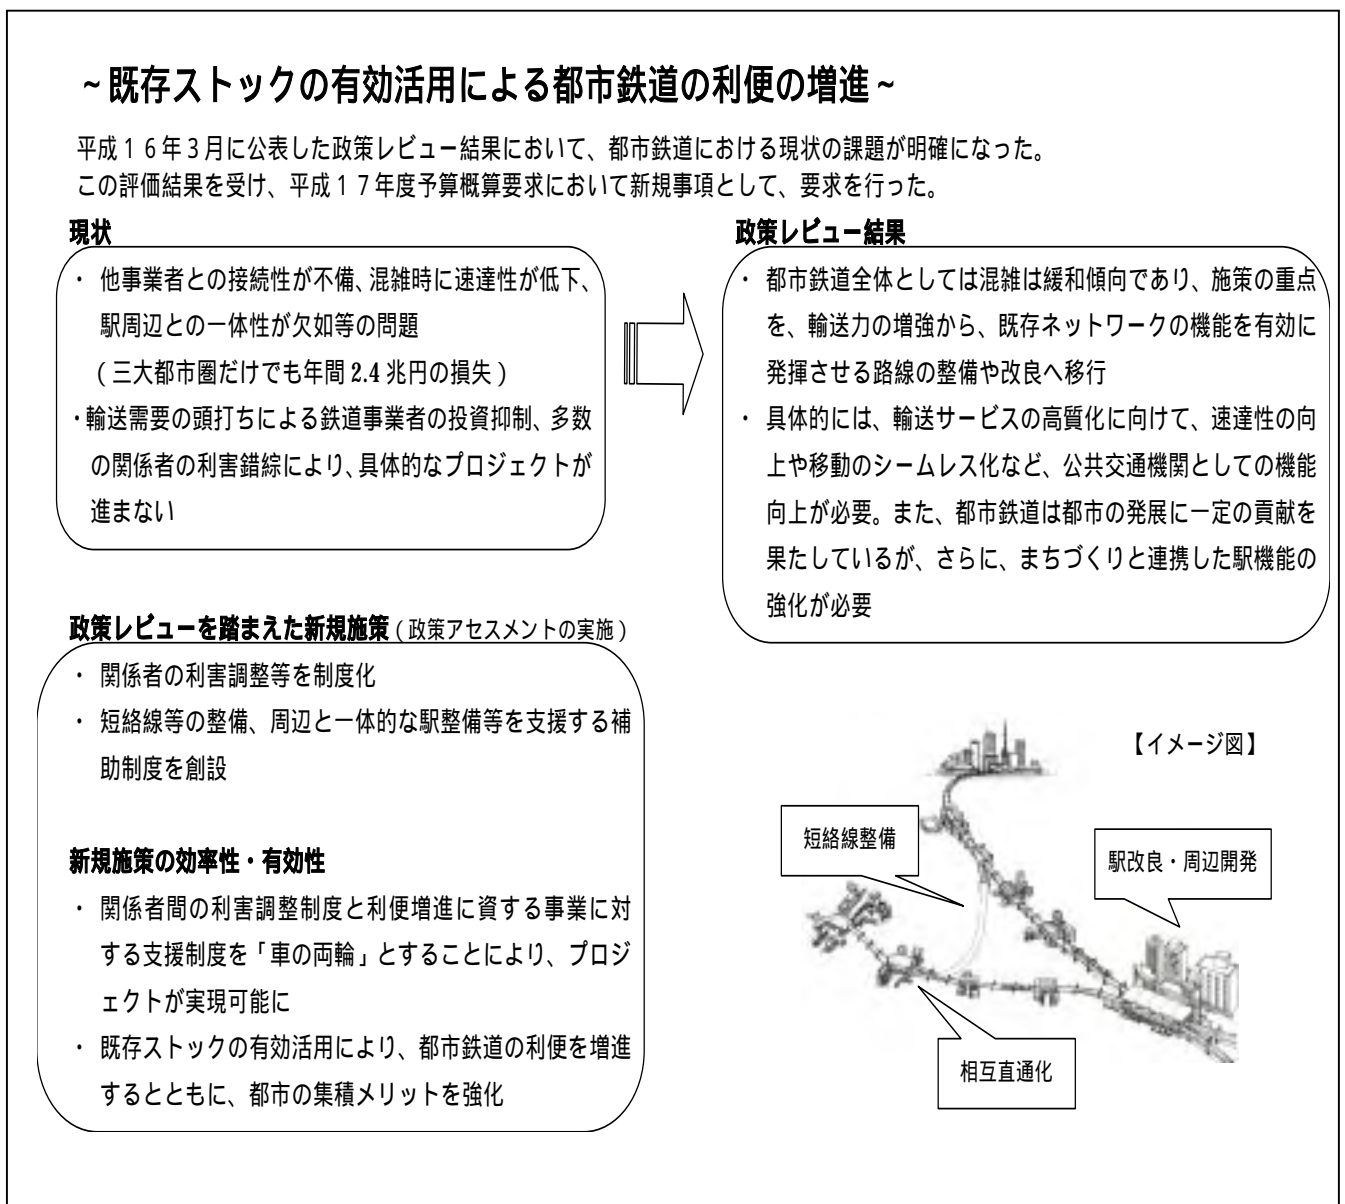 ～既存ストックの有効活用による都市鉄道の利便の増進～
平成１６年３月に公表した政策レビュー結果において、都市鉄道における現状の課題が明確になった。
この評価結果を受け、平成１７年度予算概算要求において新規事項として、要求を行った。
現状
・ 他事業者との接続性が不備、混雑時に速達性が低下、
駅周辺との一体性が欠如等の問題
（三大都市圏だけでも年間 2.4 兆円の損失）
・輸送需要の頭打ちによる鉄道事業者の投資抑制、多数
の関係者の利害錯綜により、具体的なプロジェクトが
進まない
政策レビュー結果
・ 都市鉄道全体としては混雑は緩和傾向であり、施策の重点
を、輸送力の増強から、既存ネットワークの機能を有効に
発揮させる路線の整備や改良へ移行
・ 具体的には、輸送サービスの高質化に向けて、速達性の向
上や移動のシームレス化など、公共交通機関としての機能
向上が必要。また、都市鉄道は都市の発展に一定の貢献を
果たしているが、さらに、まちづくりと連携した駅機能の
強化が必要
政策レビューを踏まえた新規施策（政策アセスメントの実施）
・ 関係者の利害調整等を制度化
・ 短絡線等の整備、周辺と一体的な駅整備等を支援する補
助制度を創設
新規施策の効率性・有効性
・ 関係者間の利害調整制度と利便増進に資する事業に対
する支援制度を「車の両輪」とすることにより、プロジ
ェクトが実現可能に
・ 既存ストックの有効活用により、都市鉄道の利便を増進
するとともに、都市の集積メリットを強化
【イメージ図】
短絡線整備
駅改良・周辺開発
相互直通化